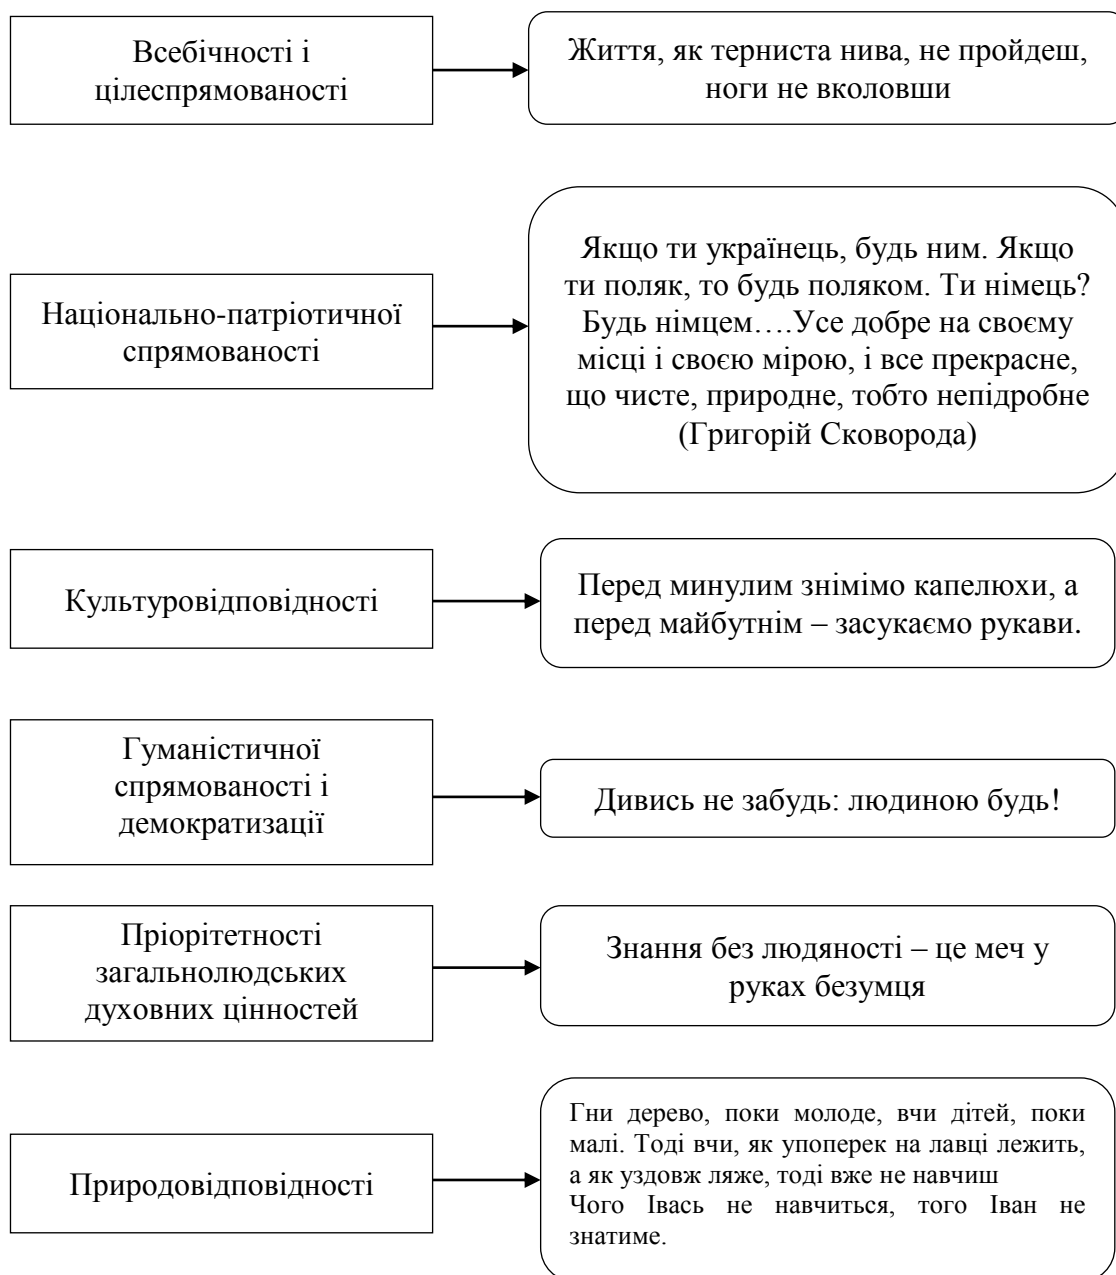 Всебічності і
цілеспрямованості
Життя, як терниста нива, не пройдеш,
ноги не вколовши
Національно-патріотичної
спрямованості
Якщо ти українець, будь ним. Якщо
ти поляк, то будь поляком. Ти німець?
Будь німцем….Усе добре на своєму
місці і своєю мірою, і все прекрасне,
що чисте, природне, тобто непідробне
(Григорій Сковорода)
Культуровідповідності
Перед минулим знімімо капелюхи, а
перед майбутнім – засукаємо рукави.
Гуманістичної
спрямованості і
демократизації
Дивись не забудь: людиною будь!
Пріорітетності
загальнолюдських
духовних цінностей
Знання без людяності – це меч у
руках безумця
Природовідповідності
Гни дерево, поки молоде, вчи дітей, поки
малі. Тоді вчи, як упоперек на лавці лежить,
а як уздовж ляже, тоді вже не навчиш
Чого Івась не навчиться, того Іван не
знатиме.